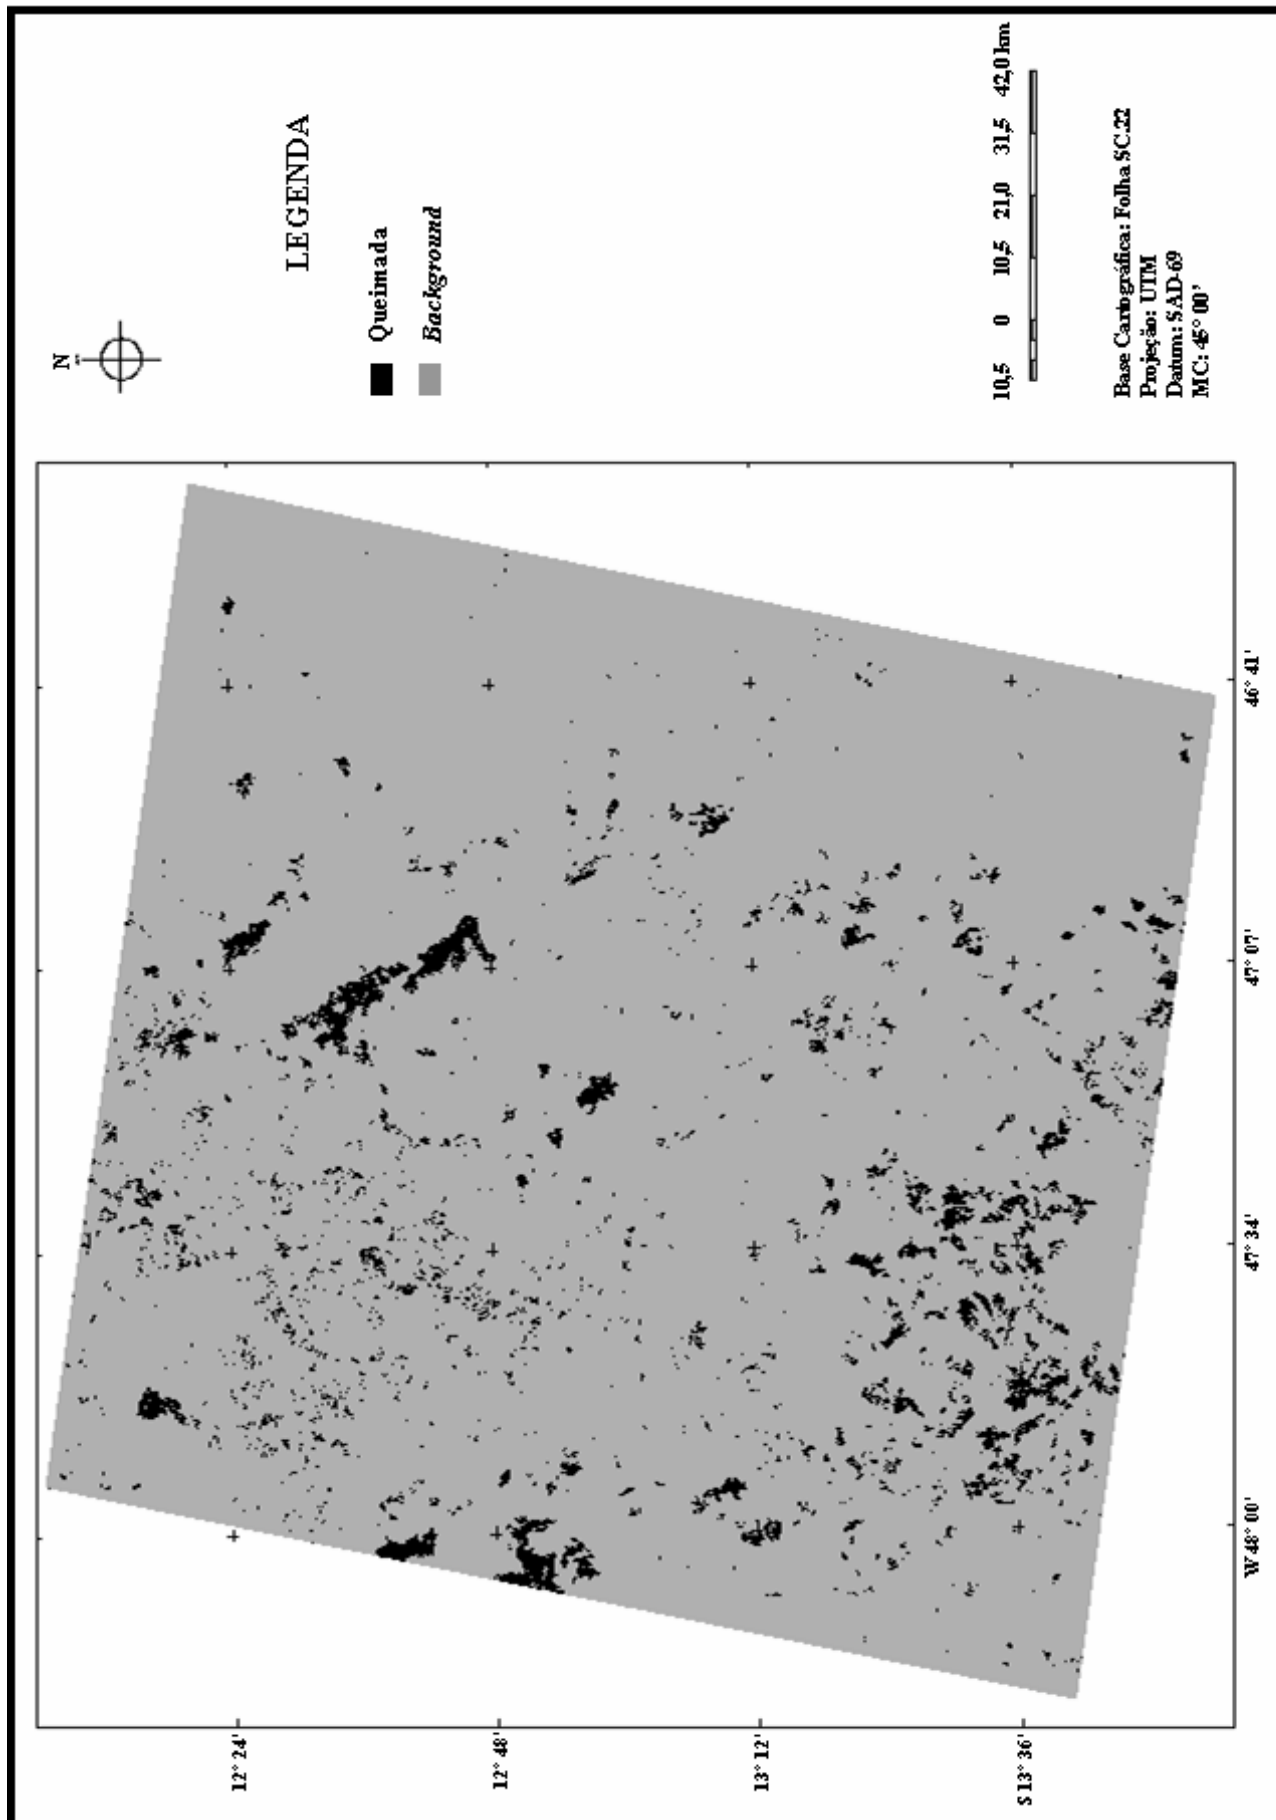 N
LEGENDA
Queimada
Background
10,5 0 10,5 21,0 31,5 42,0 km
Base Cartográfica: Folha SC.22
Projeção: UTM
Datum: SAD-69
MC: 45° 00'
12° 24'
12° 48'
13° 12'
S 13° 36'
W 48° 00' 47° 34' 47° 07' 46° 41'